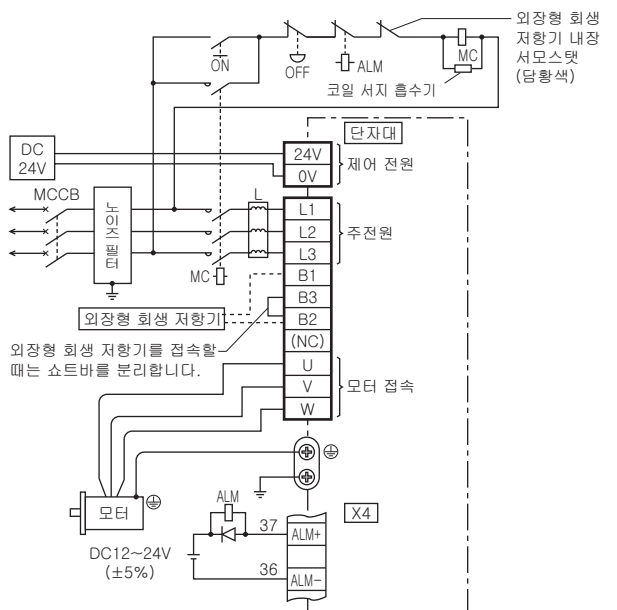 외장형 회생
저항기 내장
서모스탯
(담황색)
ON
OFF
ALM
MC
코일 서지 흡수기
단자대
DC
24V
24V
0V
제어 전원
MCCB
노이즈필터
L
L1
L2
L3
주전원
MC
B1
B3
B2
(NC)
외장형 회생 저항기
외장형 회생 저항기를 접속할
때는 쇼트바를 분리합니다.
U
V
W
모터 접속
모터
ALM
X4
37
ALM+
DC12~24V
(±5%)
36
ALM-